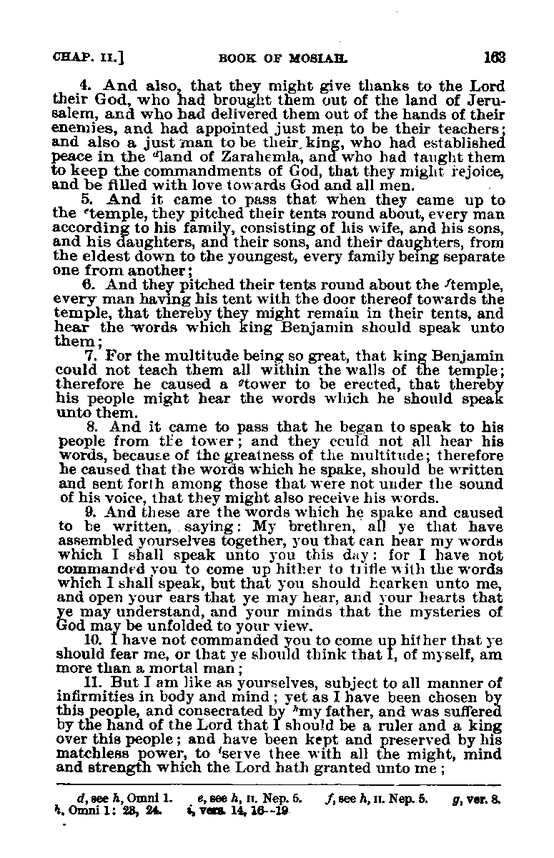 CHAP. II.] BOOK OF MOSIAH. 163
4. And also, that they might give thanks to the Lord
their God, who had brought them out of the land of Jeru-
salem, and who had delivered them out of the hands of their
enemies, and had appointed just men to be their teachers;
and also a just man to be their king, who had established
peace in the ᵈland of Zarahemla, and who had taught them
to keep the commandments of God, that they might rejoice,
and be filled with love towards God and all men.
5. And it came to pass that when they came up to
the ᵉtemple, they pitched their tents round about, every man
according to his family, consisting of his wife, and his sons,
and his daughters, and their sons, and their daughters, from
the eldest down to the youngest, every family being separate
one from another;
6. And they pitched their tents round about the ᶠtemple,
every man having his tent with the door thereof towards the
temple, that thereby they might remain in their tents, and
hear the words which king Benjamin should speak unto
them;
7. For the multitude being so great, that king Benjamin
could not teach them all within the walls of the temple;
therefore he caused a ᵍtower to be erected, that thereby
his people might hear the words which he should speak
unto them.
8. And it came to pass that he began to speak to his
people from the tower; and they could not all hear his
words, because of the greatness of the multitude; therefore
he caused that the words which he spake, should be written
and sent forth among those that were not under the sound
of his voice, that they might also receive his words.
9. And these are the words which he spake and caused
to be written, saying: My brethren, all ye that have
assembled yourselves together, you that can hear my words
which I shall speak unto you this day: for I have not
commanded you to come up hither to trifle with the words
which I shall speak, but that you should hearken unto me,
and open your ears that ye may hear, and your hearts that
ye may understand, and your minds that the mysteries of
God may be unfolded to your view.
10. I have not commanded you to come up hither that ye
should fear me, or that ye should think that I, of myself, am
more than a mortal man;
11. But I am like as yourselves, subject to all manner of
infirmities in body and mind; yet as I have been chosen by
this people, and consecrated by ʰmy father, and was suffered
by the hand of the Lord that I should be a ruler and a king
over this people; and have been kept and preserved by his
matchless power, to ⁱserve thee with all the might, mind
and strength which the Lord hath granted unto me;
d, see h, Omni 1. e, see h, II. Nep. 5. f, see h, II. Nep. 5. g, ver. 8.
h, Omni 1: 23, 24. i, vers. 14, 16--19